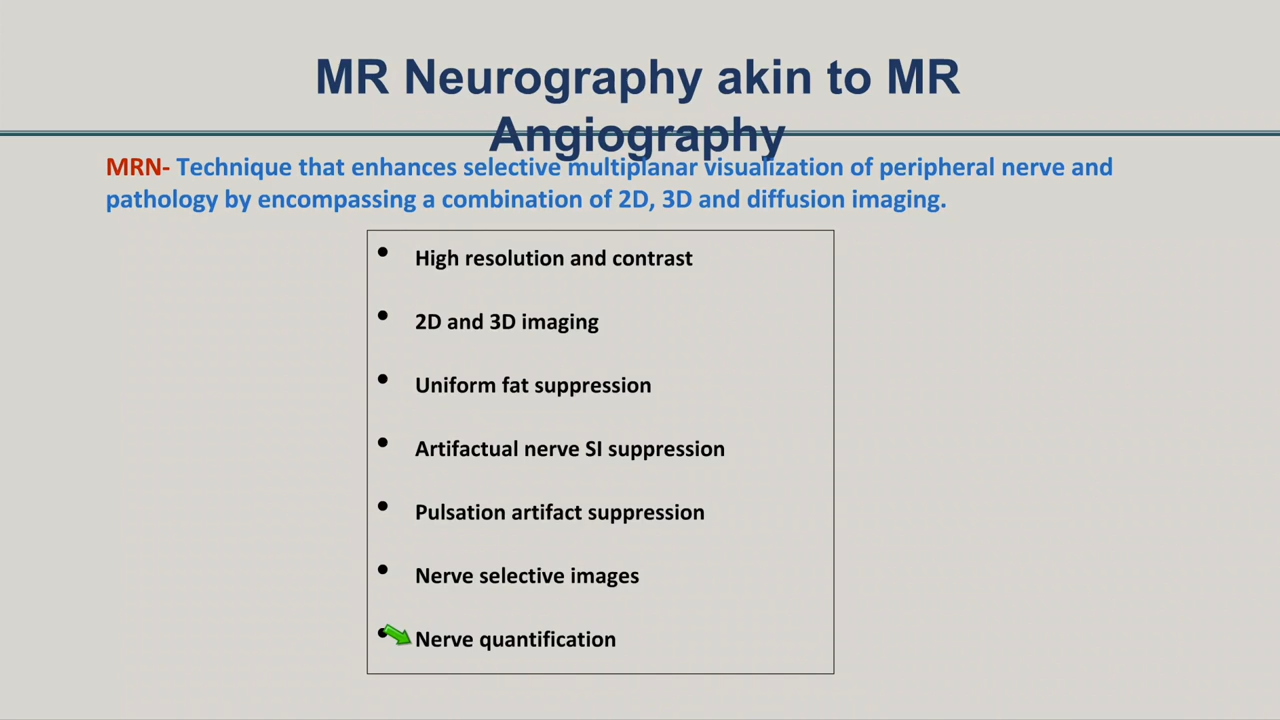 MR Neurography akin to MR
Angiography
MRN- Technique that enhances selective multiplanar visualization of peripheral nerve and
pathology by encompassing a combination of 2D, 3D and diffusion imaging.
• High resolution and contrast
• 2D and 3D imaging
• Uniform fat suppression
• Artifactual nerve SI suppression
• Pulsation artifact suppression
• Nerve selective images
• Nerve quantification